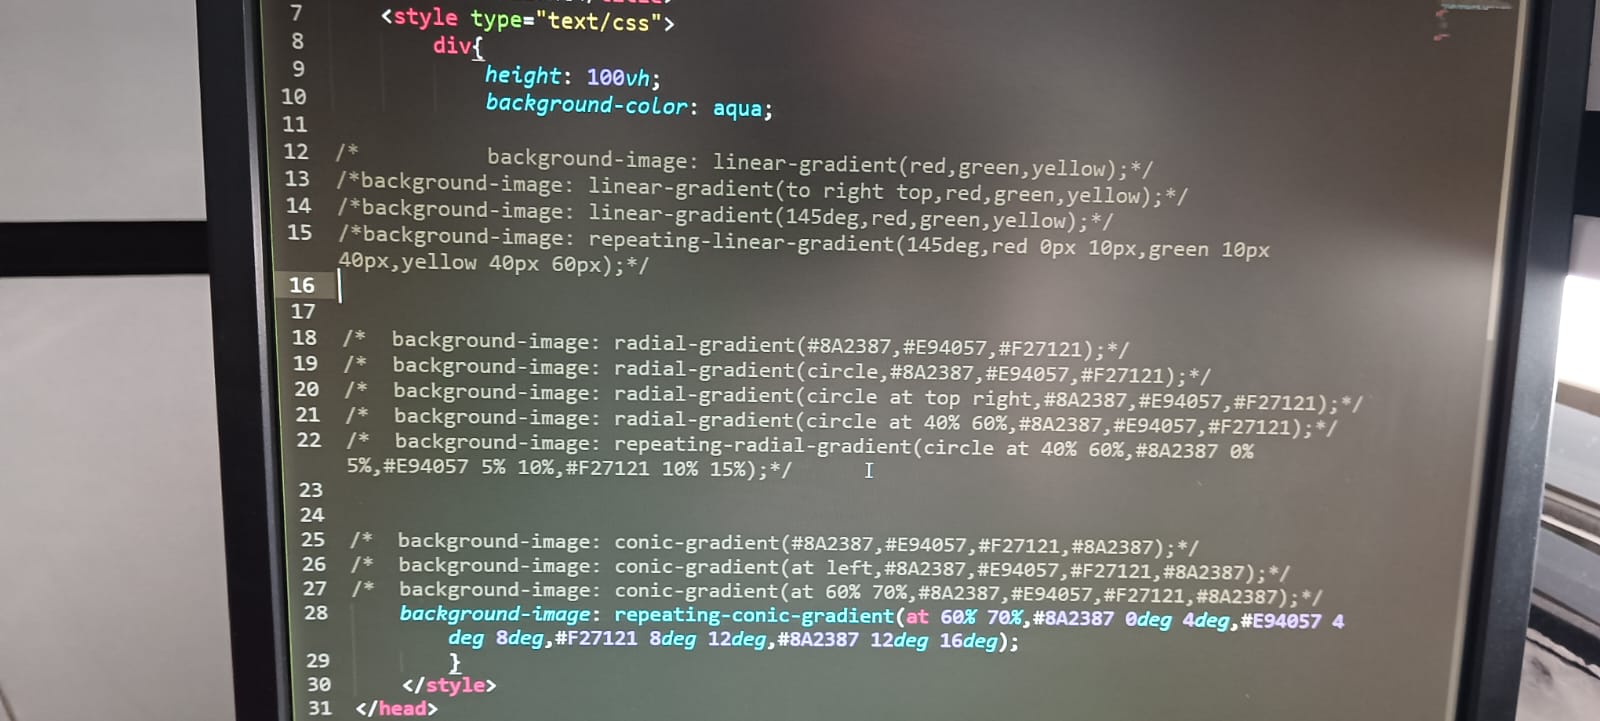 7 <style type="text/css">
8 div{
9 height: 100vh;
10 background-color: aqua;
11
12 /* background-image: linear-gradient(red,green,yellow);*/
13 /*background-image: linear-gradient(to right top,red,green,yellow);*/
14 /*background-image: linear-gradient(145deg,red,green,yellow);*/
15 /*background-image: repeating-linear-gradient(145deg,red 0px 10px,green 10px
40px,yellow 40px 60px);*/
16
17
18 /* background-image: radial-gradient(#8A2387,#E94057,#F27121);*/
19 /* background-image: radial-gradient(circle,#8A2387,#E94057,#F27121);*/
20 /* background-image: radial-gradient(circle at top right,#8A2387,#E94057,#F27121);*/
21 /* background-image: radial-gradient(circle at 40% 60%,#8A2387,#E94057,#F27121);*/
22 /* background-image: repeating-radial-gradient(circle at 40% 60%,#8A2387 0%
5%,#E94057 5% 10%,#F27121 10% 15%);*/
23
24
25 /* background-image: conic-gradient(#8A2387,#E94057,#F27121,#8A2387);*/
26 /* background-image: conic-gradient(at left,#8A2387,#E94057,#F27121,#8A2387);*/
27 /* background-image: conic-gradient(at 60% 70%,#8A2387,#E94057,#F27121,#8A2387);*/
28 background-image: repeating-conic-gradient(at 60% 70%,#8A2387 0deg 4deg,#E94057 4
deg 8deg,#F27121 8deg 12deg,#8A2387 12deg 16deg);
29 }
30 </style>
31 </head>